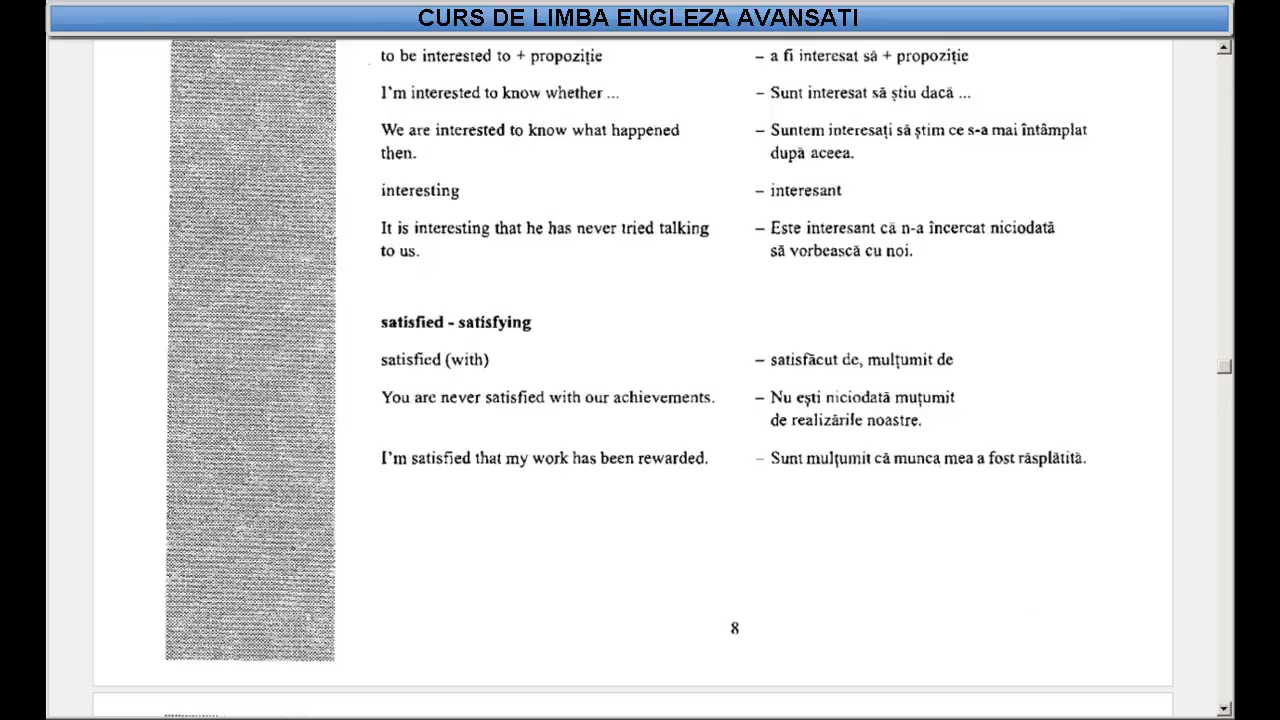 CURS DE LIMBA ENGLEZA AVANSATI
to be interested to + propoziție – a fi interesat să + propoziție
I'm interested to know whether ... – Sunt interesat să știu dacă ...
We are interested to know what happened – Suntem interesați să știm ce s-a mai întâmplat
then. după aceea.
interesting – interesant
It is interesting that he has never tried talking – Este interesant că n-a încercat niciodată
to us. să vorbească cu noi.
satisfied - satisfying
satisfied (with) – satisfăcut de, mulțumit de
You are never satisfied with our achievements. – Nu ești niciodată muțumit
de realizările noastre.
I'm satisfied that my work has been rewarded. – Sunt mulțumit că munca mea a fost răsplătită.
8